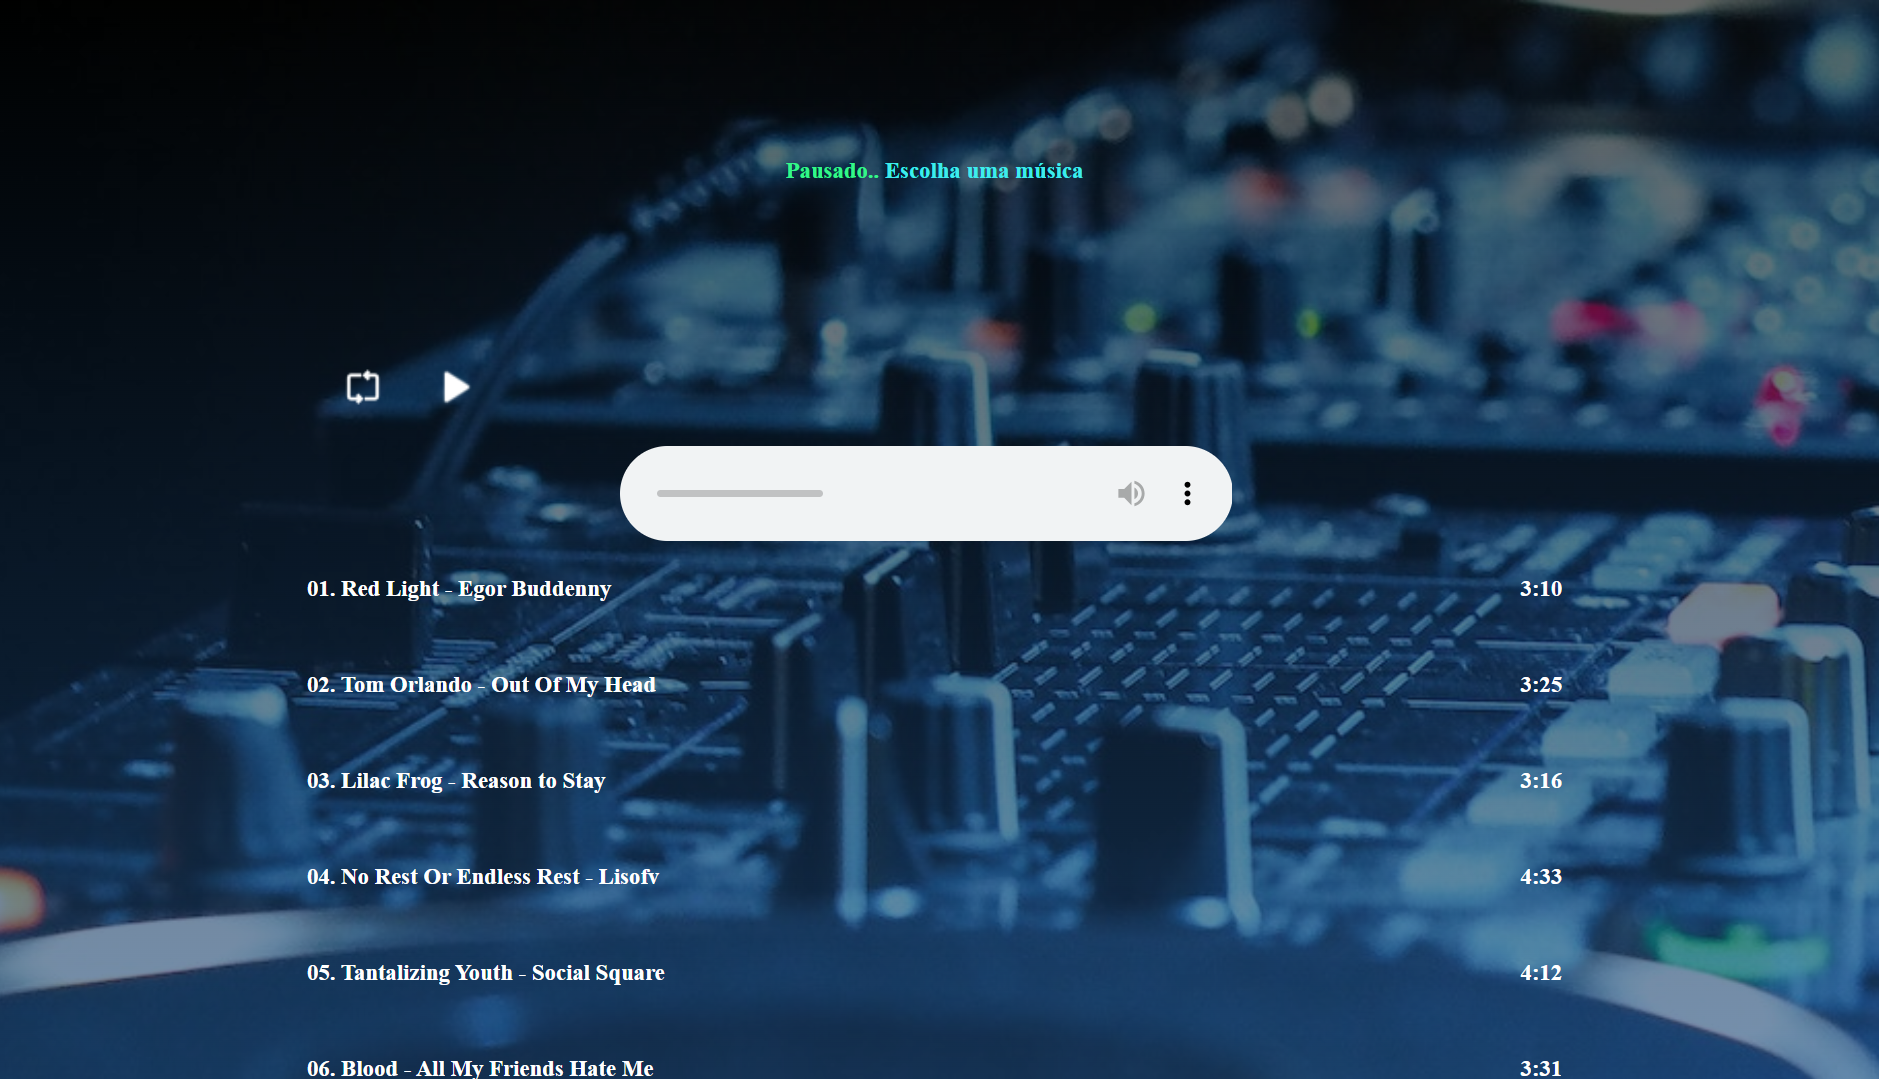 Pausado.. Escolha uma música
01. Red Light - Egor Buddenny 3:10
02. Tom Orlando - Out Of My Head 3:25
03. Lilac Frog - Reason to Stay 3:16
04. No Rest Or Endless Rest - Lisofv 4:33
05. Tantalizing Youth - Social Square 4:12
06. Blood - All My Friends Hate Me 3:31